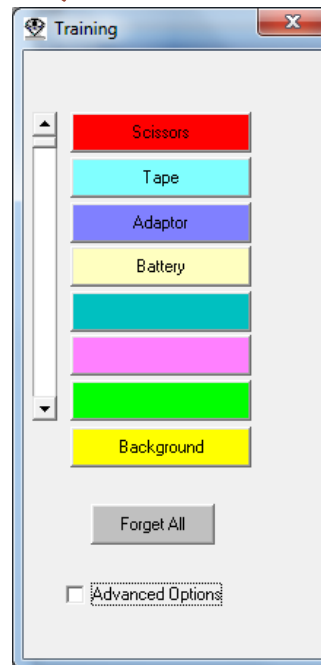 Training
Scissors
Tape
Adaptor
Battery
Background
Forget All
Advanced Options